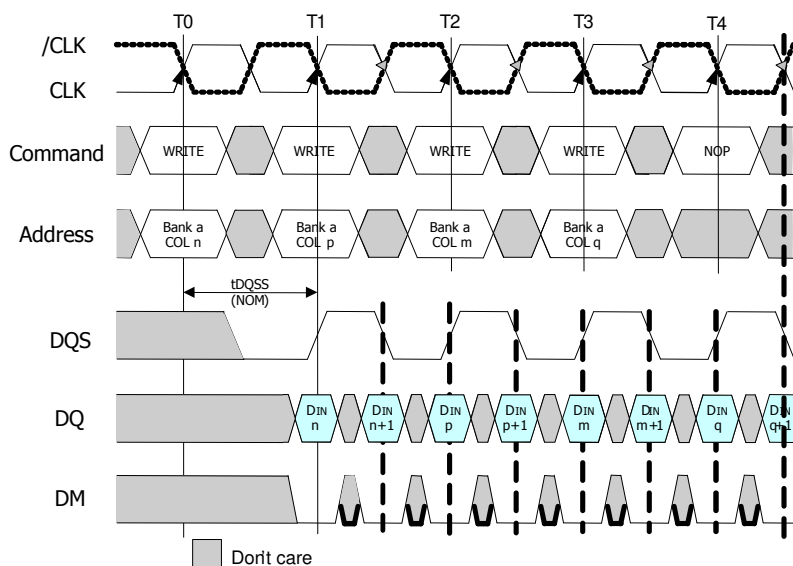 T0 T1 T2 T3 T4
/CLK
CLK
Command WRITE WRITE WRITE WRITE NOP
Address
Bank a Bank a Bank a Bank a
COL n COL p COL m COL q
tDQSS
(NOM)
DQS
DQ
DIN DIN DIN DIN DIN DIN DIN DIN
n n+1 p p+1 m m+1 q q+1
DM
Don't care